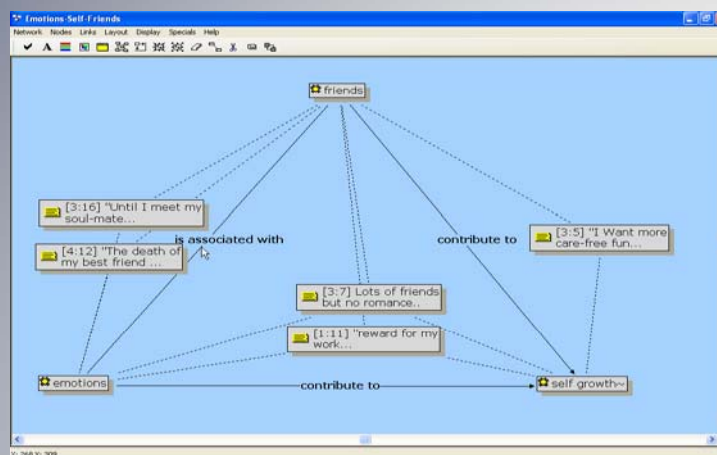 Emotions-Self-Friends
Network Nodes Links Layout Display Specials Help
friends
[3:16] "Until I meet my
soul-mate...
[4:12] "The death of
my best friend ...
is associated with
contribute to
[3:5] "I Want more
care-free fun...
[3:7] Lots of friends
but no romance..
[1:11] "reward for my
work...
emotions
contribute to
self growth~